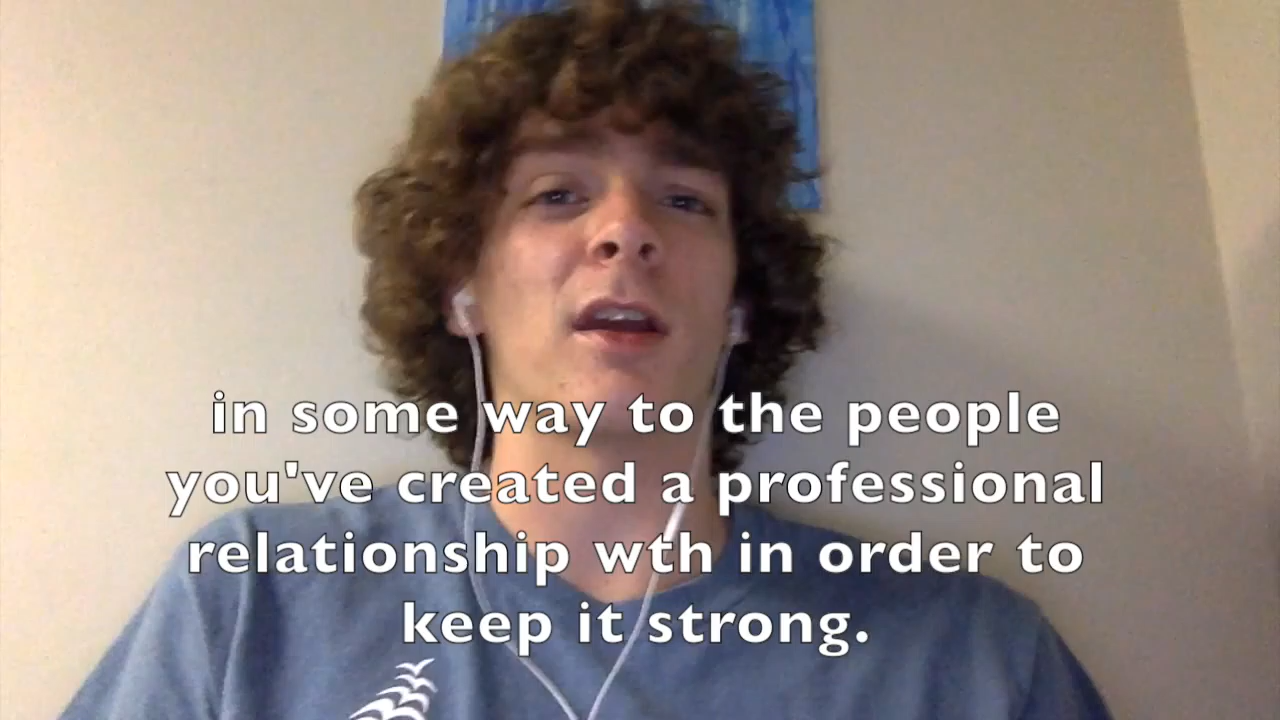 in some way to the people
you've created a professional
relationship wth in order to
keep it strong.